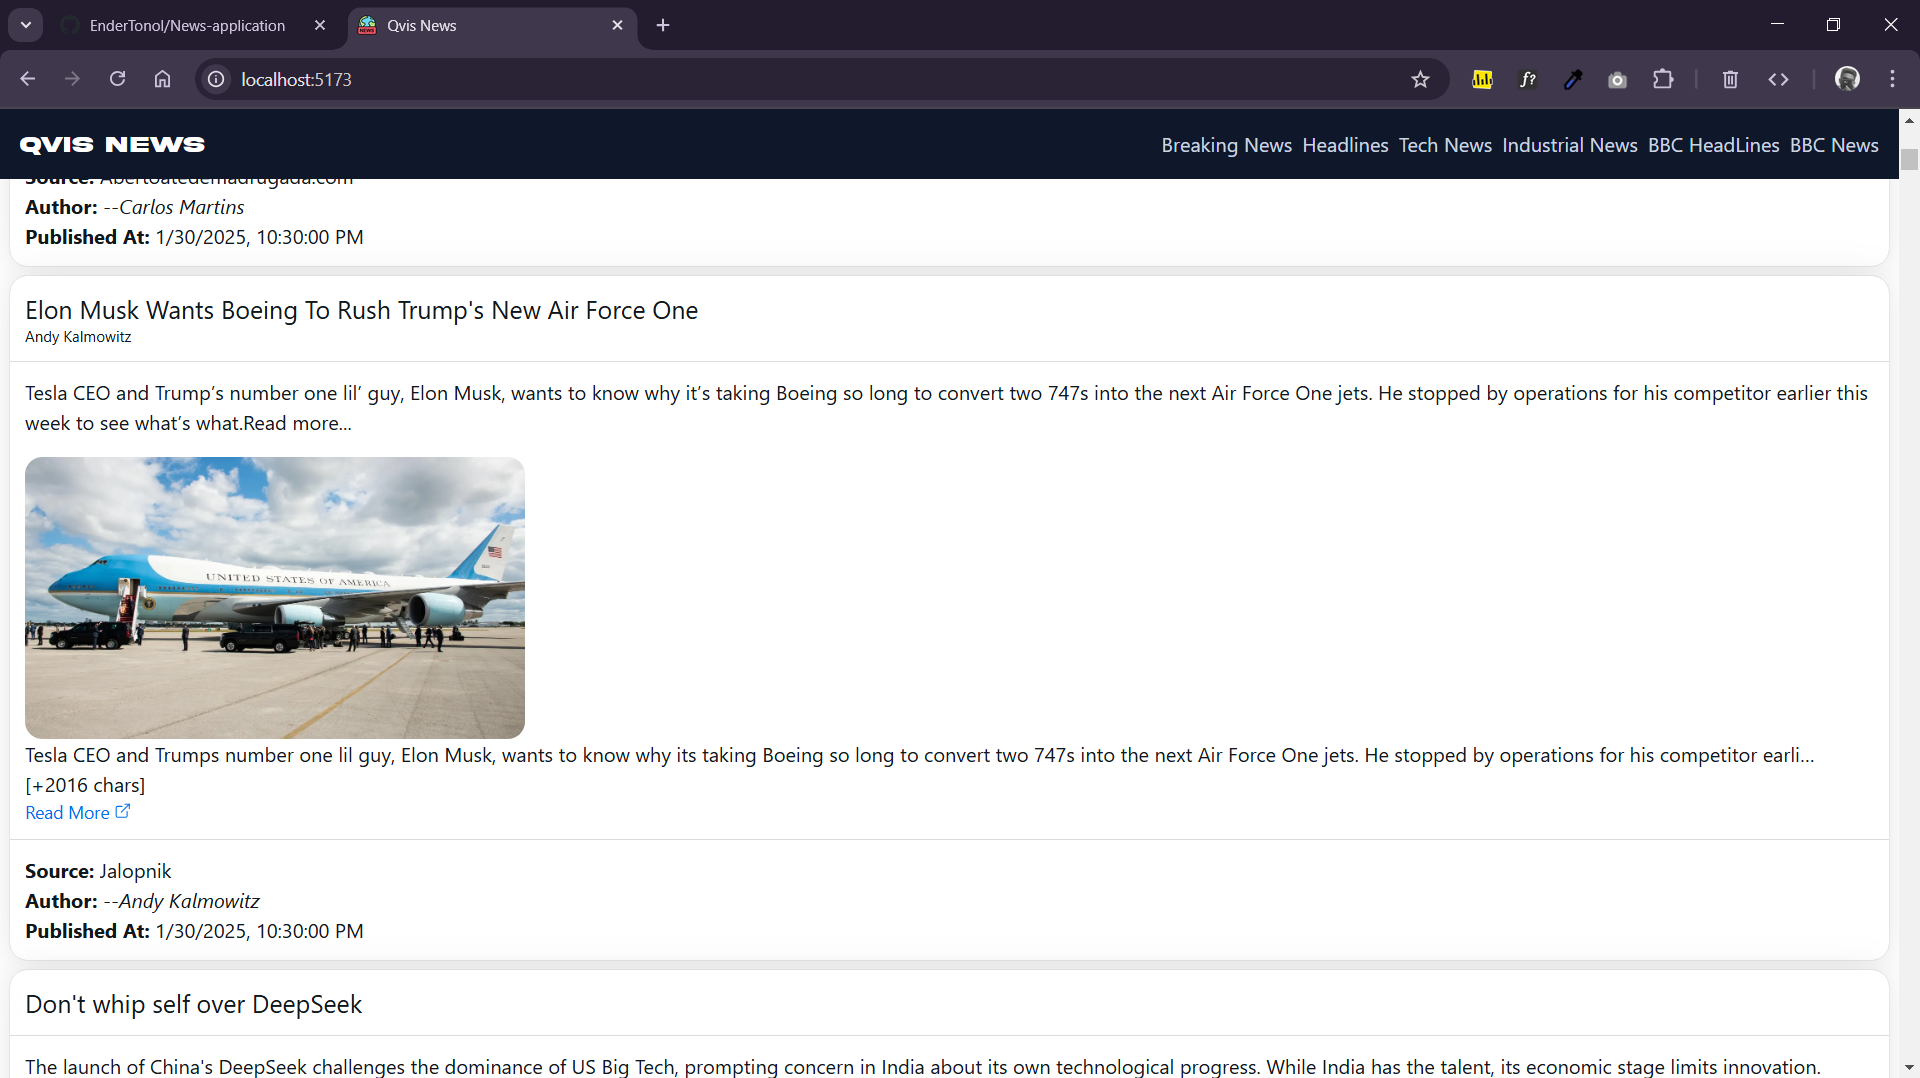 EnderTonol/News-application
Qvis News
localhost:5173
QVIS NEWS
Breaking News Headlines Tech News Industrial News BBC HeadLines BBC News
Source: Abertoatedemadrugada.com
Author: --Carlos Martins
Published At: 1/30/2025, 10:30:00 PM
Elon Musk Wants Boeing To Rush Trump's New Air Force One
Andy Kalmowitz
Tesla CEO and Trump’s number one lil’ guy, Elon Musk, wants to know why it’s taking Boeing so long to convert two 747s into the next Air Force One jets. He stopped by operations for his competitor earlier this
week to see what’s what.Read more...
UNITED STATES OF AMERICA
Tesla CEO and Trumps number one lil guy, Elon Musk, wants to know why its taking Boeing so long to convert two 747s into the next Air Force One jets. He stopped by operations for his competitor earli…
[+2016 chars]
Read More
Source: Jalopnik
Author: --Andy Kalmowitz
Published At: 1/30/2025, 10:30:00 PM
Don't whip self over DeepSeek
The launch of China's DeepSeek challenges the dominance of US Big Tech, prompting concern in India about its own technological progress. While India has the talent, its economic stage limits innovation.